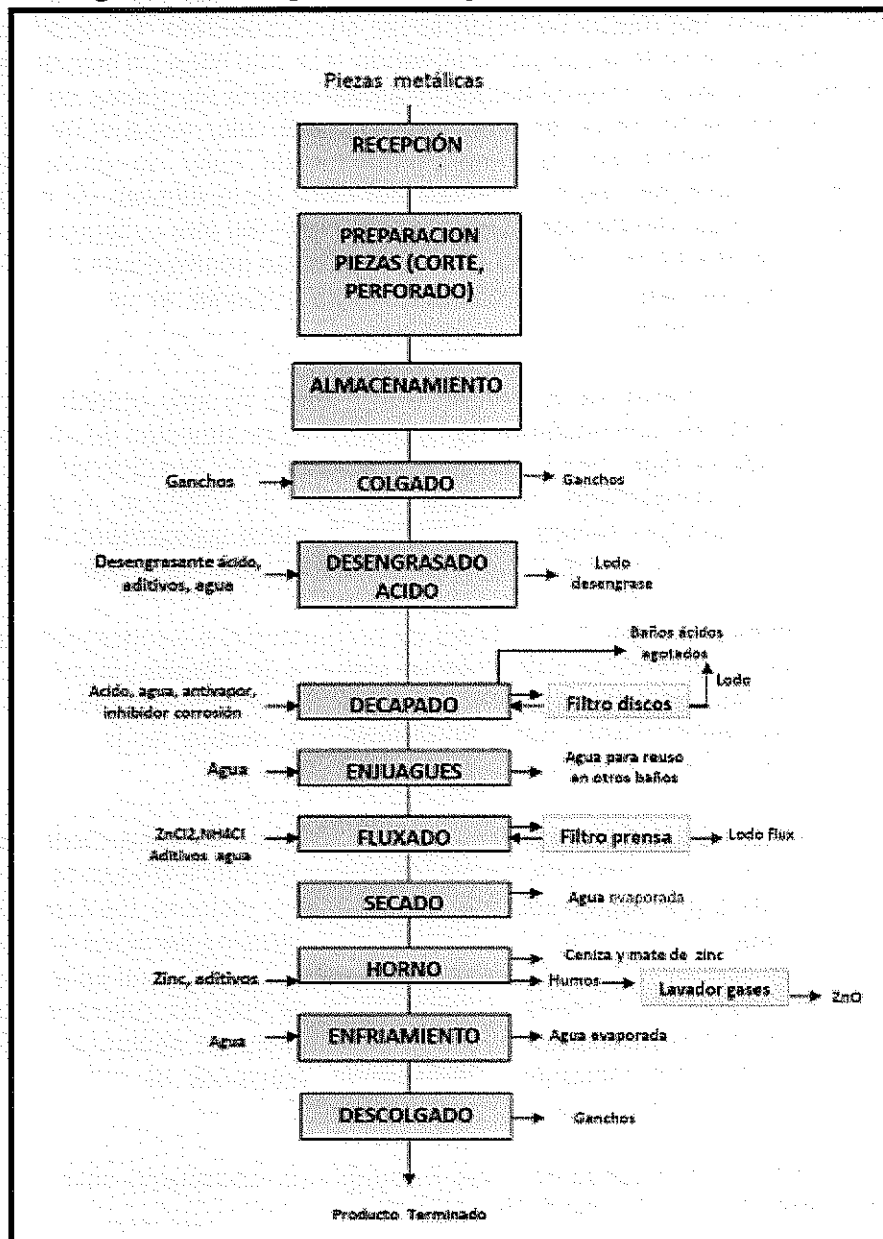 Piezas metálicas
RECEPCIÓN
PREPARACION
PIEZAS (CORTE,
PERFORADO)
ALMACENAMIENTO
Ganchos
COLGADO
Ganchos
Desengrasante ácido,
aditivos, agua
DESENGRASADO
ACIDO
Lodo
desengrase
Baños ácidos
agotados
Lodo
Acido, agua, antivapor,
inhibidor corrosión
DECAPADO
Filtro discos
Agua
ENJUAGUES
Agua para reuso
en otros baños
ZnCl2,NH4Cl
Aditivos agua
FLUXADO
Filtro prensa
Lodo flux
SECADO
Agua evaporada
Zinc, aditivos
HORNO
Ceniza y mate de zinc
Humos
Lavador gases
ZnO
Agua
ENFRIAMIENTO
Agua evaporada
DESCOLGADO
Ganchos
Producto Terminado